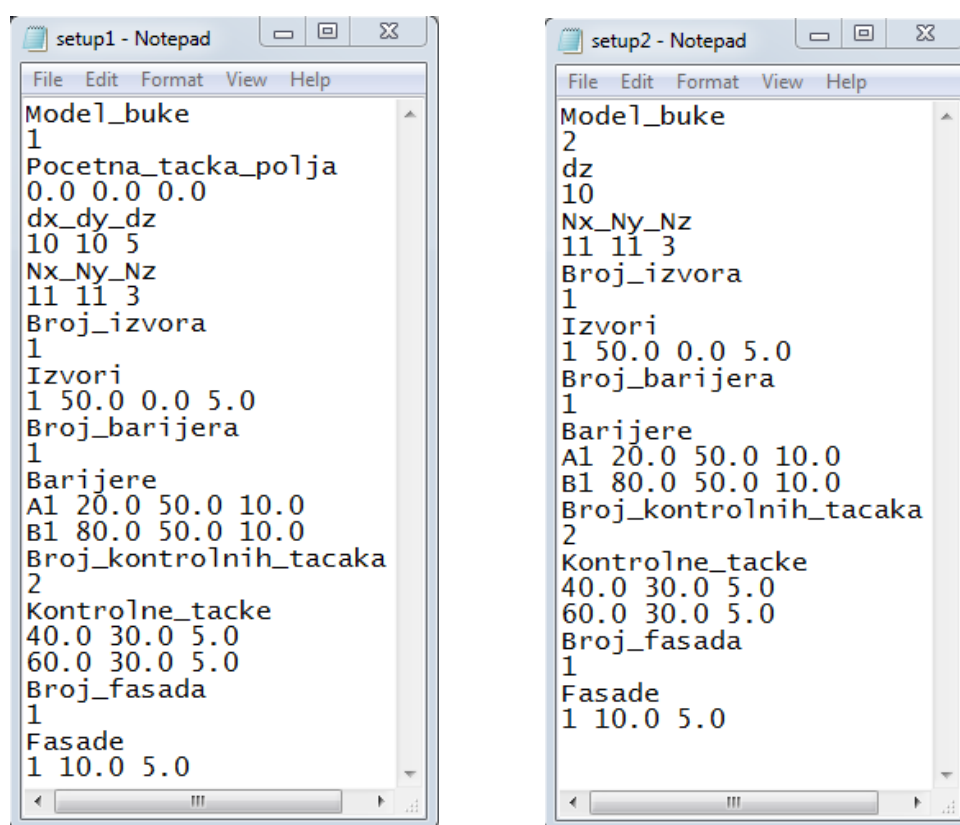 setup1 - Notepad
File Edit Format View Help
Model_buke
1
Pocetna_tacka_polja
0.0 0.0 0.0
dx_dy_dz
10 10 5
Nx_Ny_Nz
11 11 3
Broj_izvora
1
Izvori
1 50.0 0.0 5.0
Broj_barijera
1
Barijere
A1 20.0 50.0 10.0
B1 80.0 50.0 10.0
Broj_kontrolnih_tacaka
2
Kontrolne_tacke
40.0 30.0 5.0
60.0 30.0 5.0
Broj_fasada
1
Fasade
1 10.0 5.0
setup2 - Notepad
File Edit Format View Help
Model_buke
2
dz
10
Nx_Ny_Nz
11 11 3
Broj_izvora
1
Izvori
1 50.0 0.0 5.0
Broj_barijera
1
Barijere
A1 20.0 50.0 10.0
B1 80.0 50.0 10.0
Broj_kontrolnih_tacaka
2
Kontrolne_tacke
40.0 30.0 5.0
60.0 30.0 5.0
Broj_fasada
1
Fasade
1 10.0 5.0